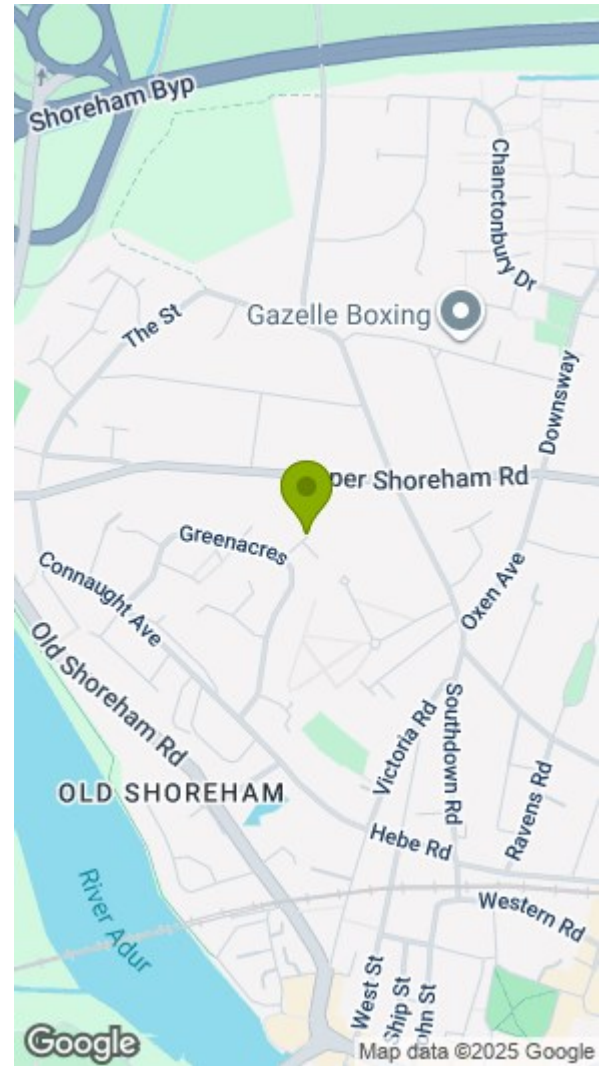 Shoreham Byp
Chanctonbury Dr
The St
Gazelle Boxing
Downsway
per Shoreham Rd
Greenacres
Connaught Ave
Oxen Ave
Old Shoreham Rd
Southdown Rd
Victoria Rd
Ravens Rd
OLD SHOREHAM
Hebe Rd
River Adur
Western Rd
West St
Ship St
ohn St
Google
Map data ©2025 Google